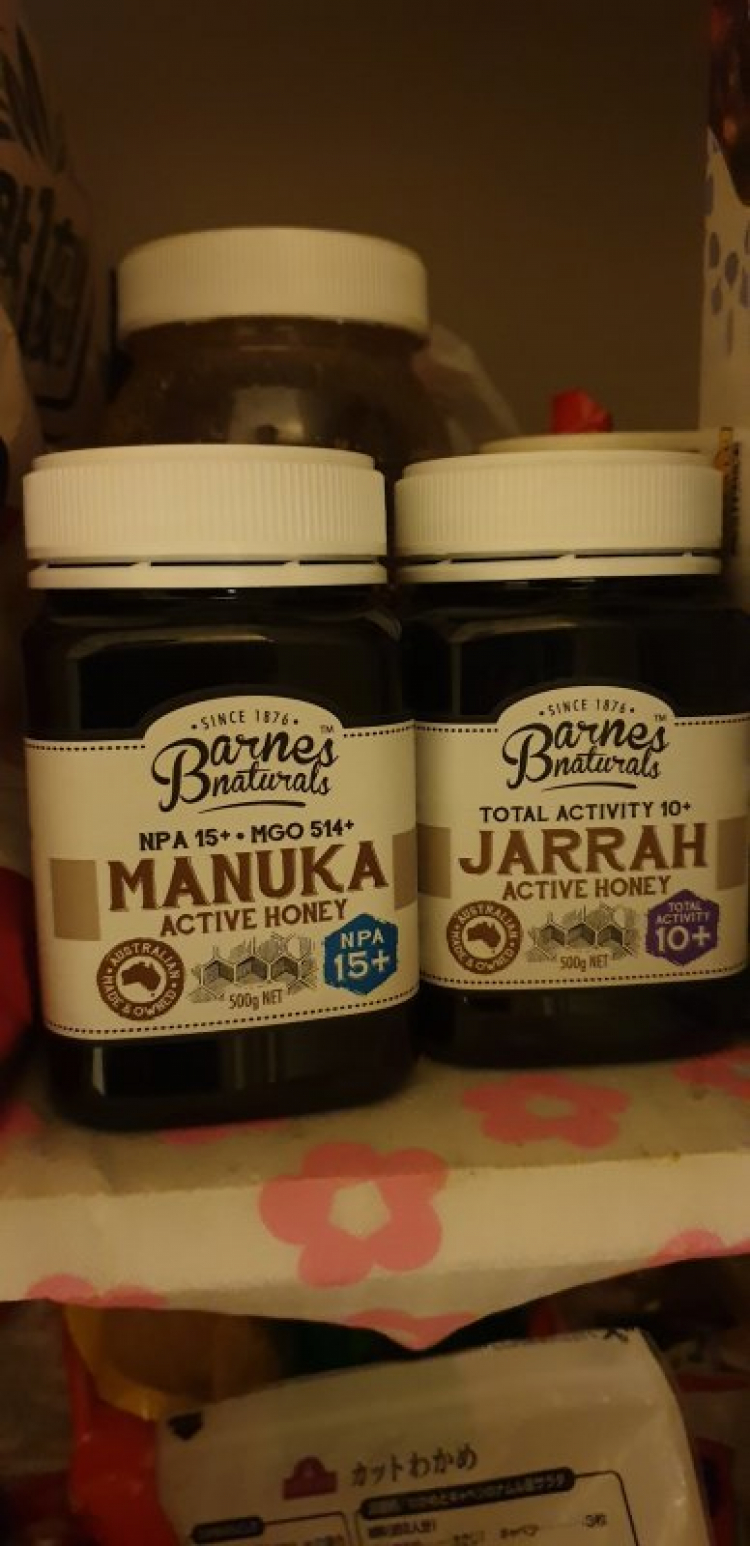 • SINCE 1876 •
Barnes TM
naturals
NPA 15+ • MGO 514+
MANUKA
ACTIVE HONEY
AUSTRALIAN
MADE & OWNED
NPA
15+
500g NET
• SINCE 1876 •
Barnes TM
naturals
TOTAL ACTIVITY 10+
JARRAH
ACTIVE HONEY
AUSTRALIAN
MADE & OWNED
TOTAL
ACTIVITY
10+
500g NET
カットわかめ